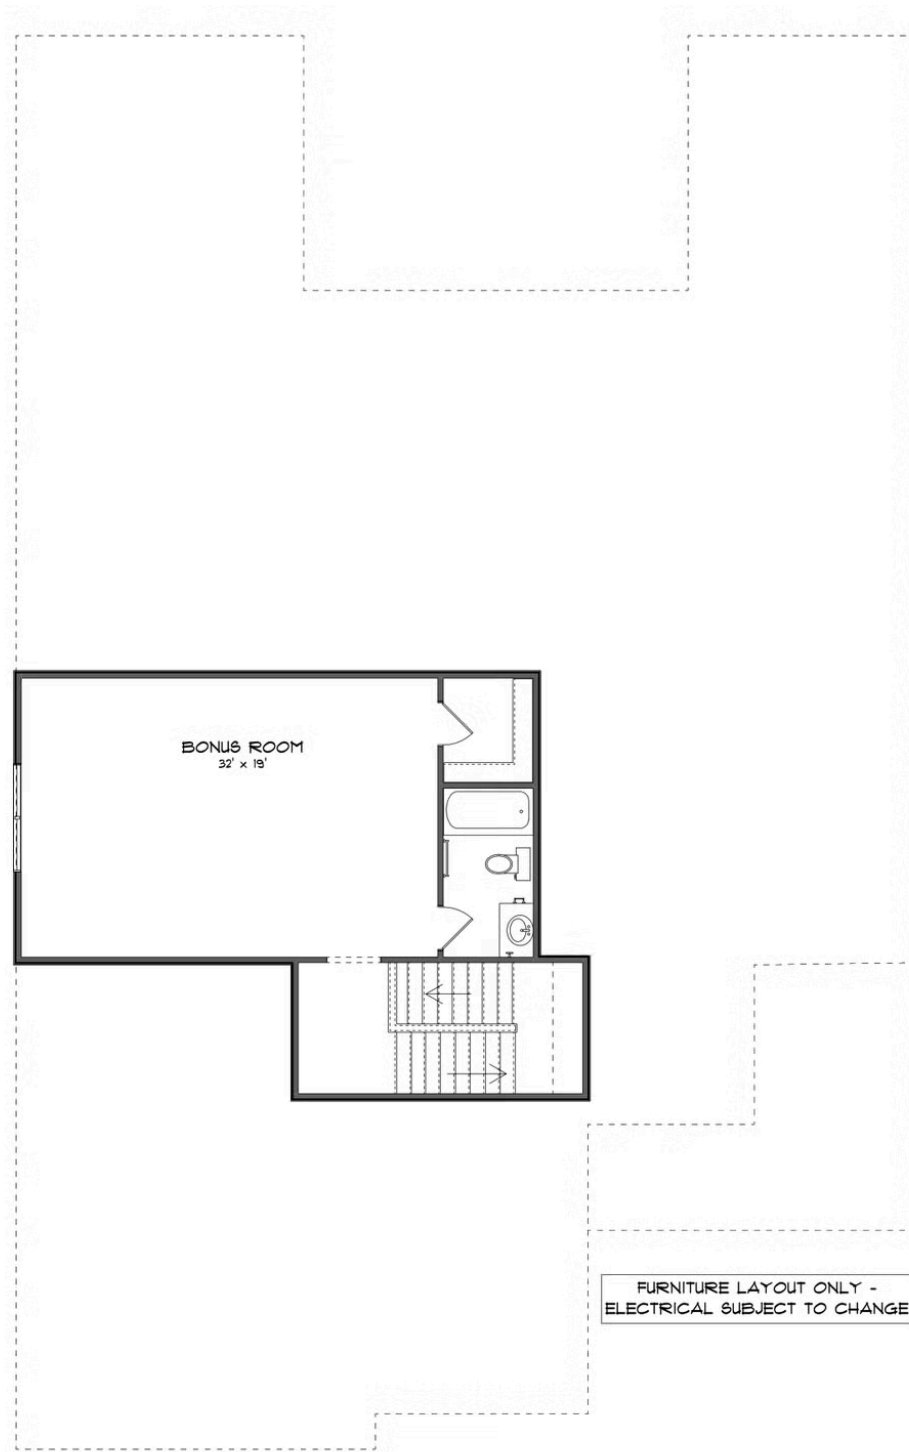 BONUS ROOM
32' x 19'
FURNITURE LAYOUT ONLY -
ELECTRICAL SUBJECT TO CHANGE